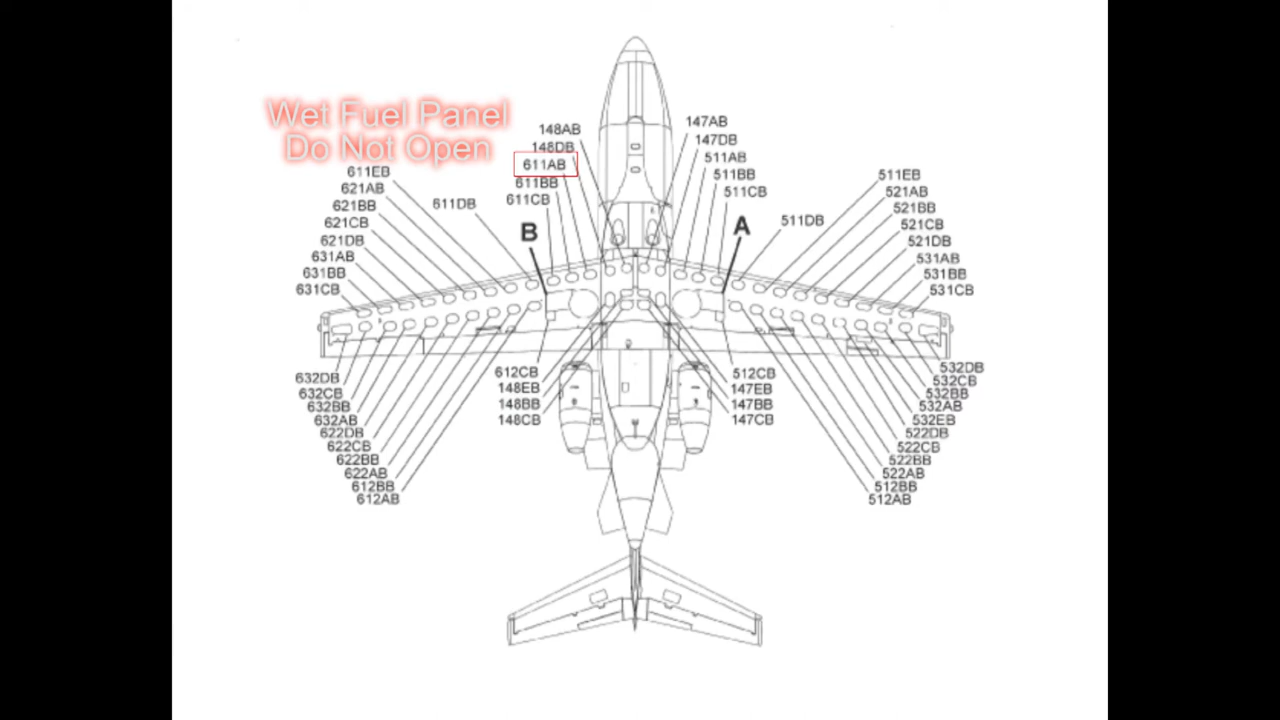 Wet Fuel Panel
Do Not Open
148AB
148DB
611AB
611BB
611CB
611DB
611EB
621AB
621BB
621CB
621DB
631AB
631BB
631CB
B
147AB
147DB
511AB
511BB
511CB
511DB
A
511EB
521AB
521BB
521CB
521DB
531AB
531BB
531CB
632DB
632CB
632BB
632AB
622DB
622CB
622BB
622AB
612BB
612AB
612CB
148EB
148BB
148CB
512CB
147EB
147BB
147CB
532DB
532CB
532BB
532AB
532EB
522DB
522CB
522BB
522AB
512BB
512AB